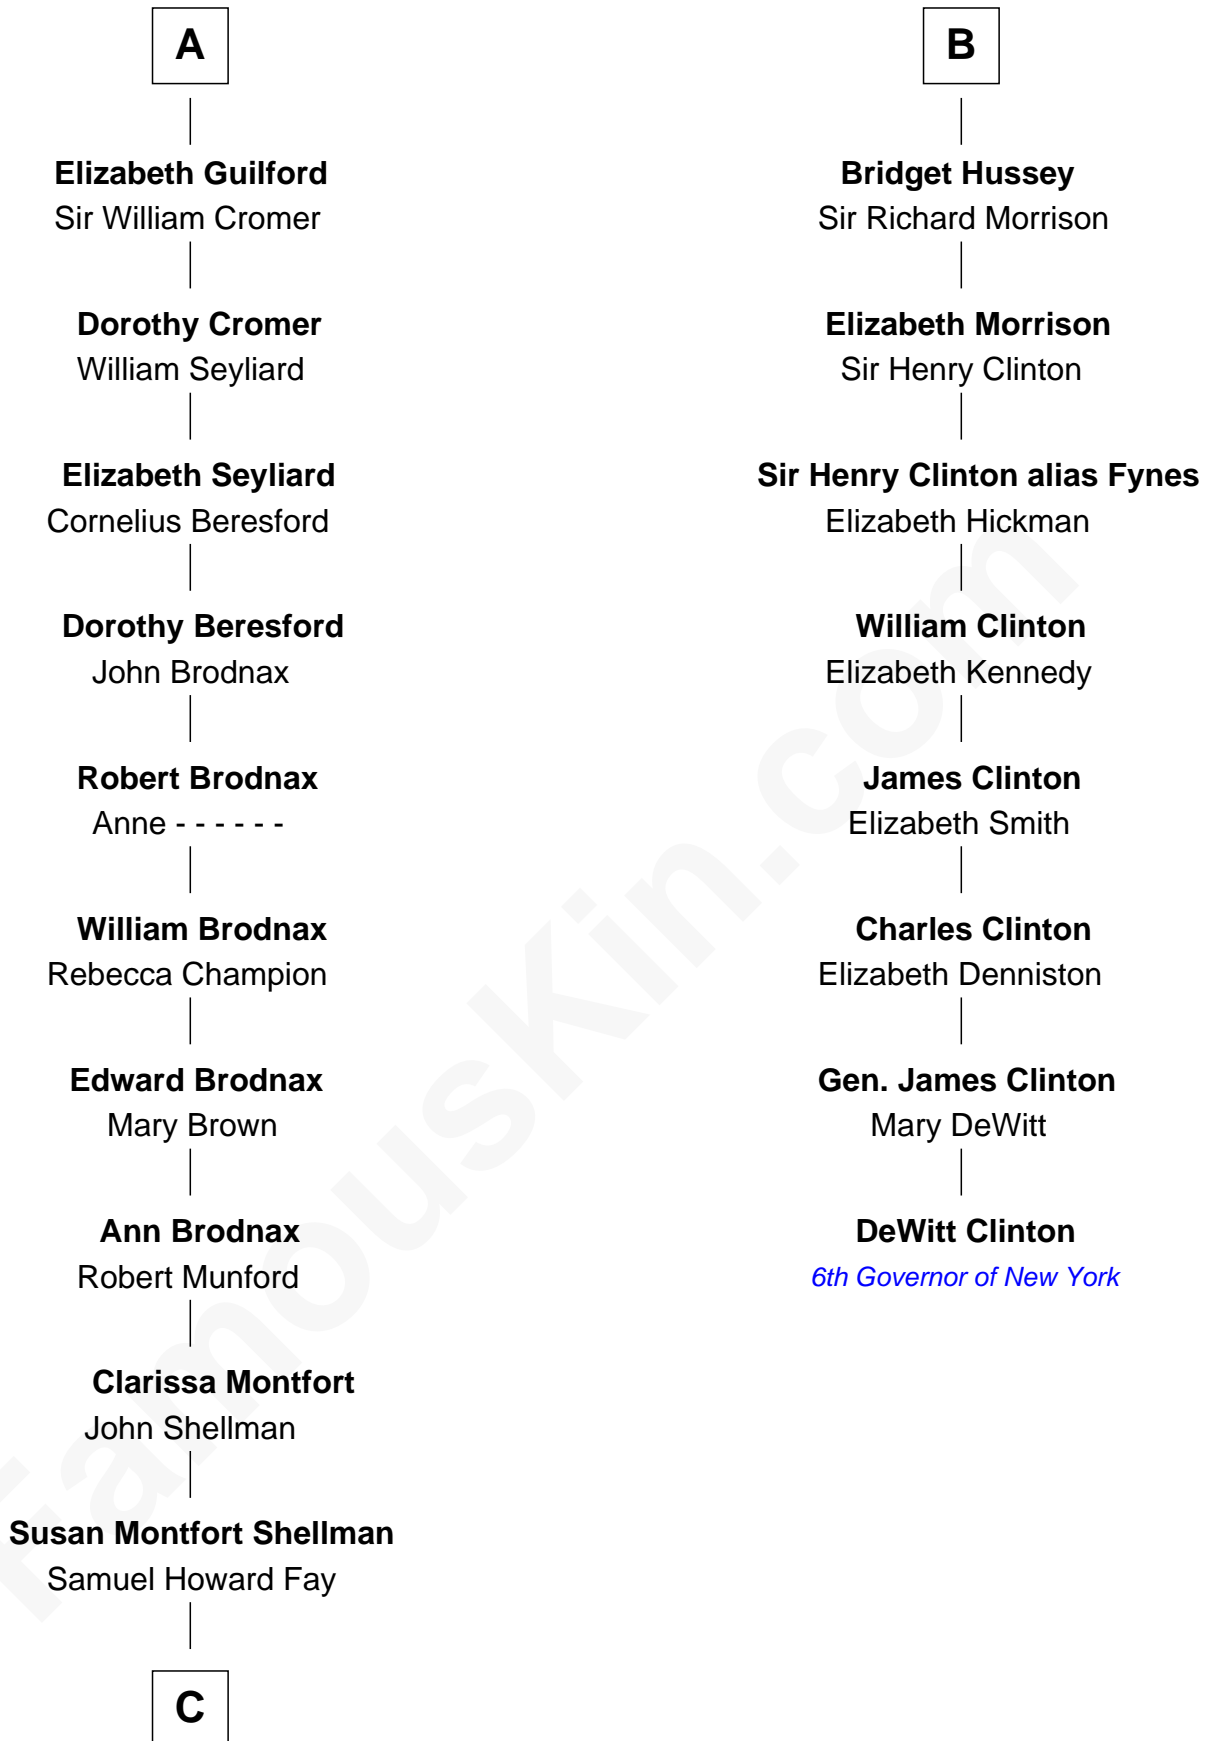 A
Elizabeth Guilford
Sir William Cromer
Dorothy Cromer
William Seyliard
Elizabeth Seyliard
Cornelius Beresford
Dorothy Beresford
John Brodnax
Robert Brodnax
Anne - - - - - -
William Brodnax
Rebecca Champion
Edward Brodnax
Mary Brown
Ann Brodnax
Robert Munford
Clarissa Montfort
John Shellman
Susan Montfort Shellman
Samuel Howard Fay
C
B
Bridget Hussey
Sir Richard Morrison
Elizabeth Morrison
Sir Henry Clinton
Sir Henry Clinton alias Fynes
Elizabeth Hickman
William Clinton
Elizabeth Kennedy
James Clinton
Elizabeth Smith
Charles Clinton
Elizabeth Denniston
Gen. James Clinton
Mary DeWitt
DeWitt Clinton
6th Governor of New York
FamousKin.com